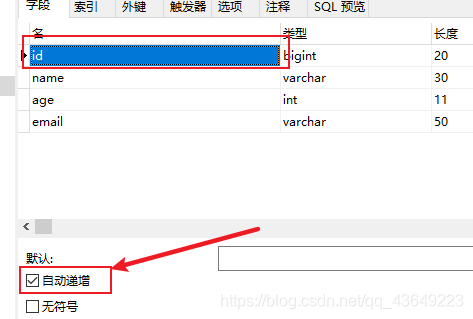 字段 索引 外键 触发器 选项 注释 SQL 预览
名 类型 长度
id bigint 20
name varchar 30
age int 11
email varchar 50
默认:
自动递增
无符号
https://blog.csdn.net/qq_43649223